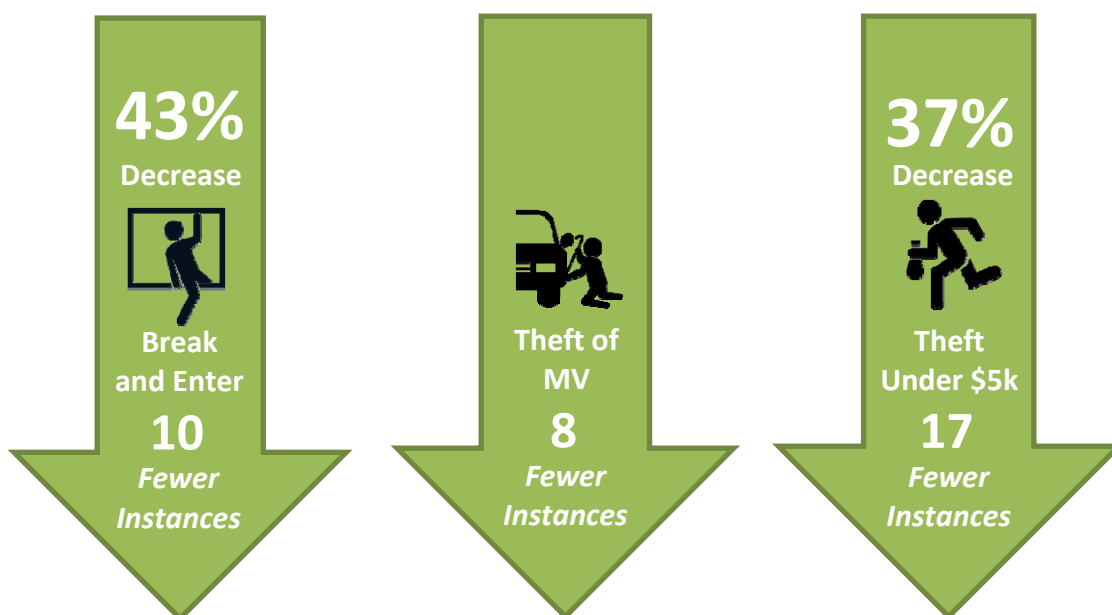 43%
Decrease
Break
and Enter
10
Fewer
Instances
Theft of
MV
8
Fewer
Instances
37%
Decrease
Theft
Under $5k
17
Fewer
Instances